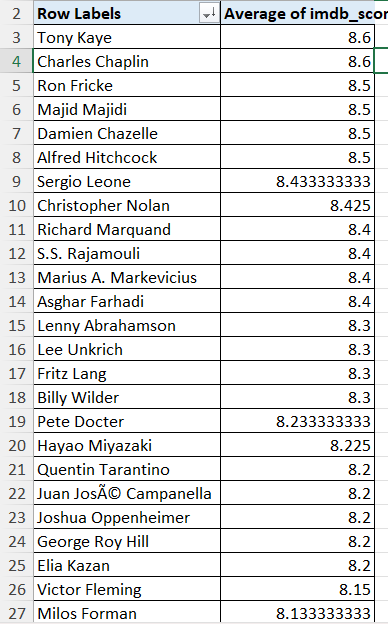 2 Row Labels Average of imdb_scor
3 Tony Kaye 8.6
4 Charles Chaplin 8.6
5 Ron Fricke 8.5
6 Majid Majidi 8.5
7 Damien Chazelle 8.5
8 Alfred Hitchcock 8.5
9 Sergio Leone 8.433333333
10 Christopher Nolan 8.425
11 Richard Marquand 8.4
12 S.S. Rajamouli 8.4
13 Marius A. Markevicius 8.4
14 Asghar Farhadi 8.4
15 Lenny Abrahamson 8.3
16 Lee Unkrich 8.3
17 Fritz Lang 8.3
18 Billy Wilder 8.3
19 Pete Docter 8.233333333
20 Hayao Miyazaki 8.225
21 Quentin Tarantino 8.2
22 Juan JosÃ© Campanella 8.2
23 Joshua Oppenheimer 8.2
24 George Roy Hill 8.2
25 Elia Kazan 8.2
26 Victor Fleming 8.15
27 Milos Forman 8.133333333